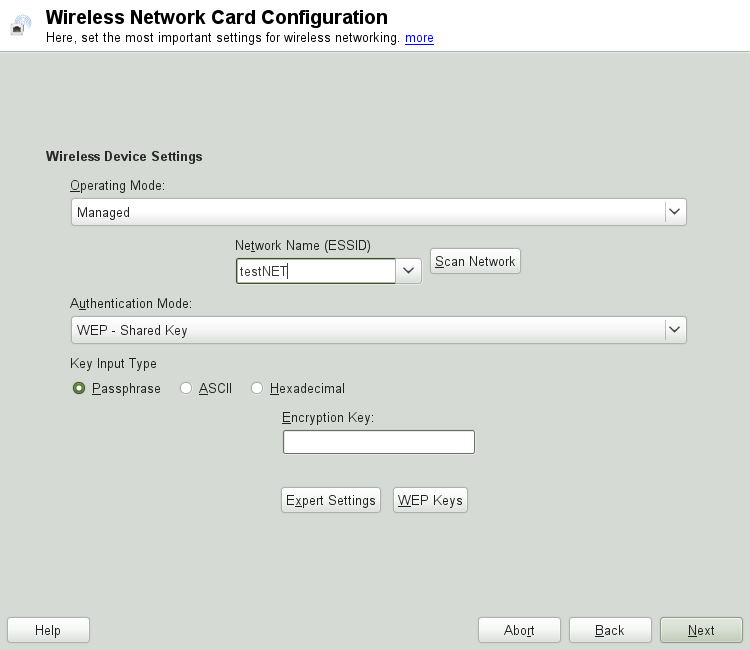 Wireless Network Card Configuration
Here, set the most important settings for wireless networking. more
Wireless Device Settings
Operating Mode:
Managed
Network Name (ESSID)
testNET
Scan Network
Authentication Mode:
WEP - Shared Key
Key Input Type
Passphrase ASCII Hexadecimal
Encryption Key:
Expert Settings WEP Keys
Help Abort Back Next